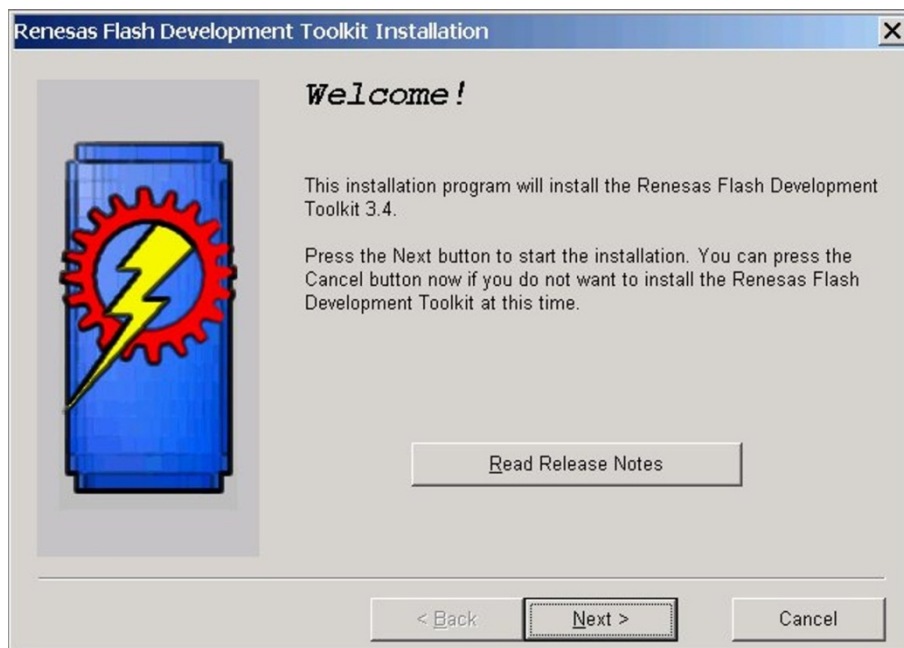 Renesas Flash Development Toolkit Installation
Welcome!
This installation program will install the Renesas Flash Development
Toolkit 3.4.
Press the Next button to start the installation. You can press the
Cancel button now if you do not want to install the Renesas Flash
Development Toolkit at this time.
Read Release Notes
< Back
Next >
Cancel